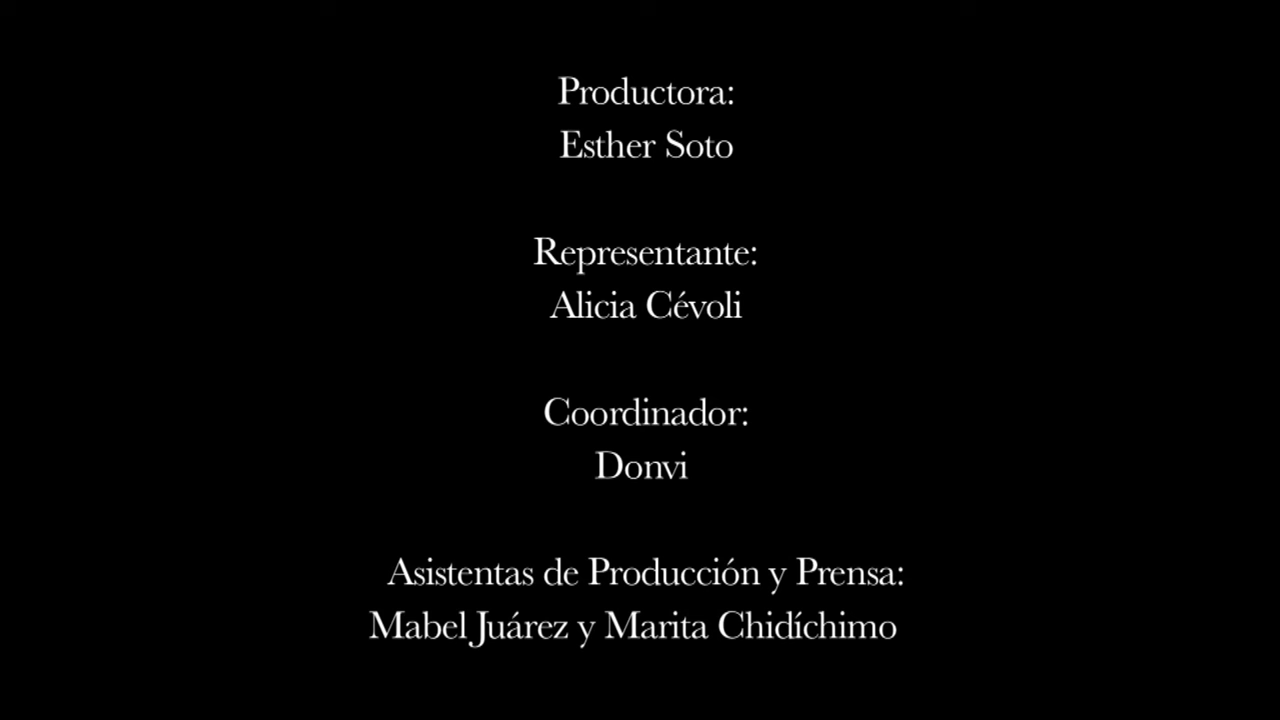 Productora:
Esther Soto
Representante:
Alicia Cévoli
Coordinador:
Donvi
Asistentas de Producción y Prensa:
Mabel Juárez y Marita Chidíchimo